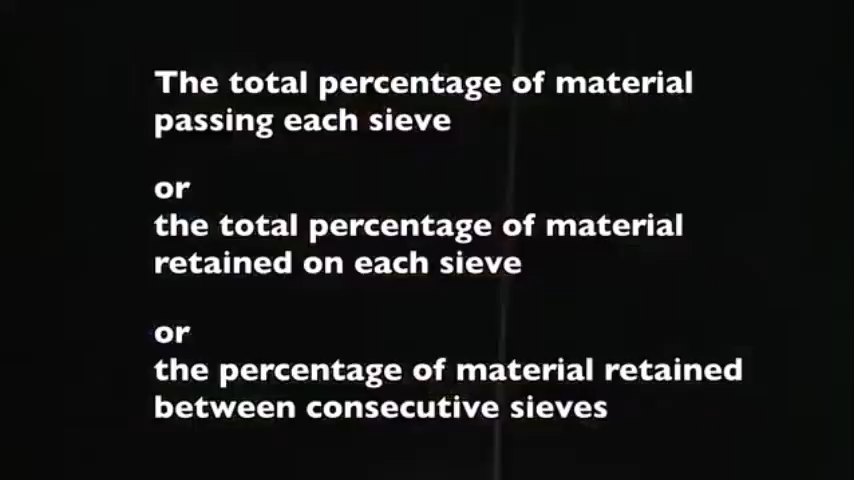 The total percentage of material
passing each sieve
or
the total percentage of material
retained on each sieve
or
the percentage of material retained
between consecutive sieves